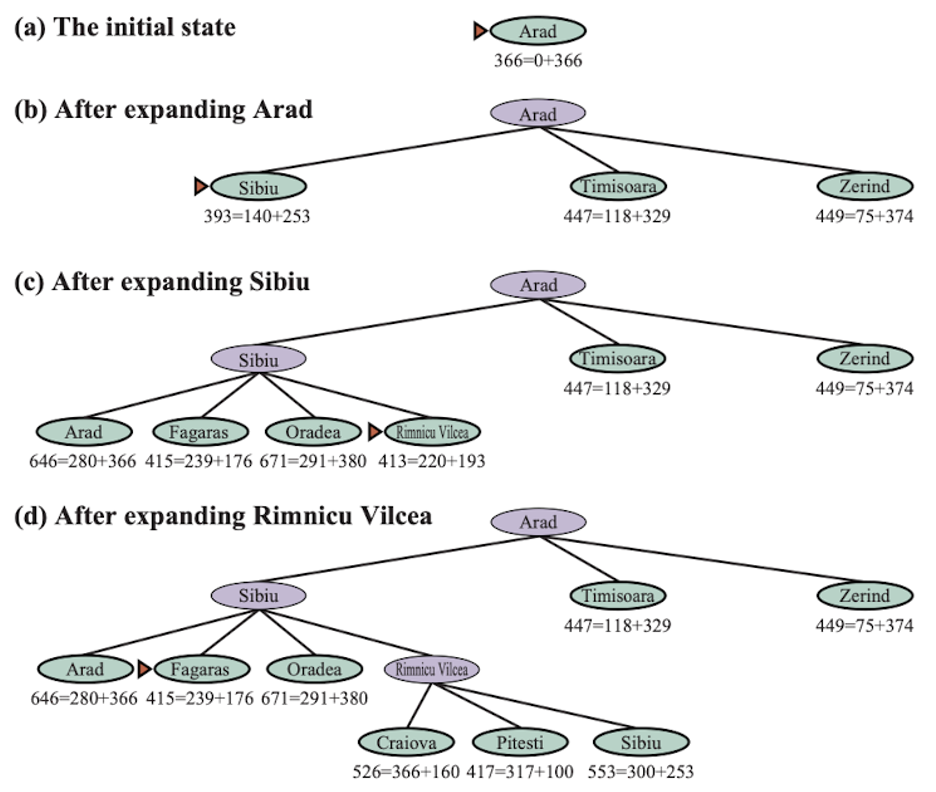 (a) The initial state
Arad
366=0+366
(b) After expanding Arad
Arad
Sibiu Timisoara Zerind
393=140+253 447=118+329 449=75+374
(c) After expanding Sibiu
Arad
Sibiu Timisoara Zerind
447=118+329 449=75+374
Arad Fagaras Oradea Rimnicu Vilcea
646=280+366 415=239+176 671=291+380 413=220+193
(d) After expanding Rimnicu Vilcea
Arad
Sibiu Timisoara Zerind
447=118+329 449=75+374
Arad Fagaras Oradea Rimnicu Vilcea
646=280+366 415=239+176 671=291+380
Craiova Pitesti Sibiu
526=366+160 417=317+100 553=300+253